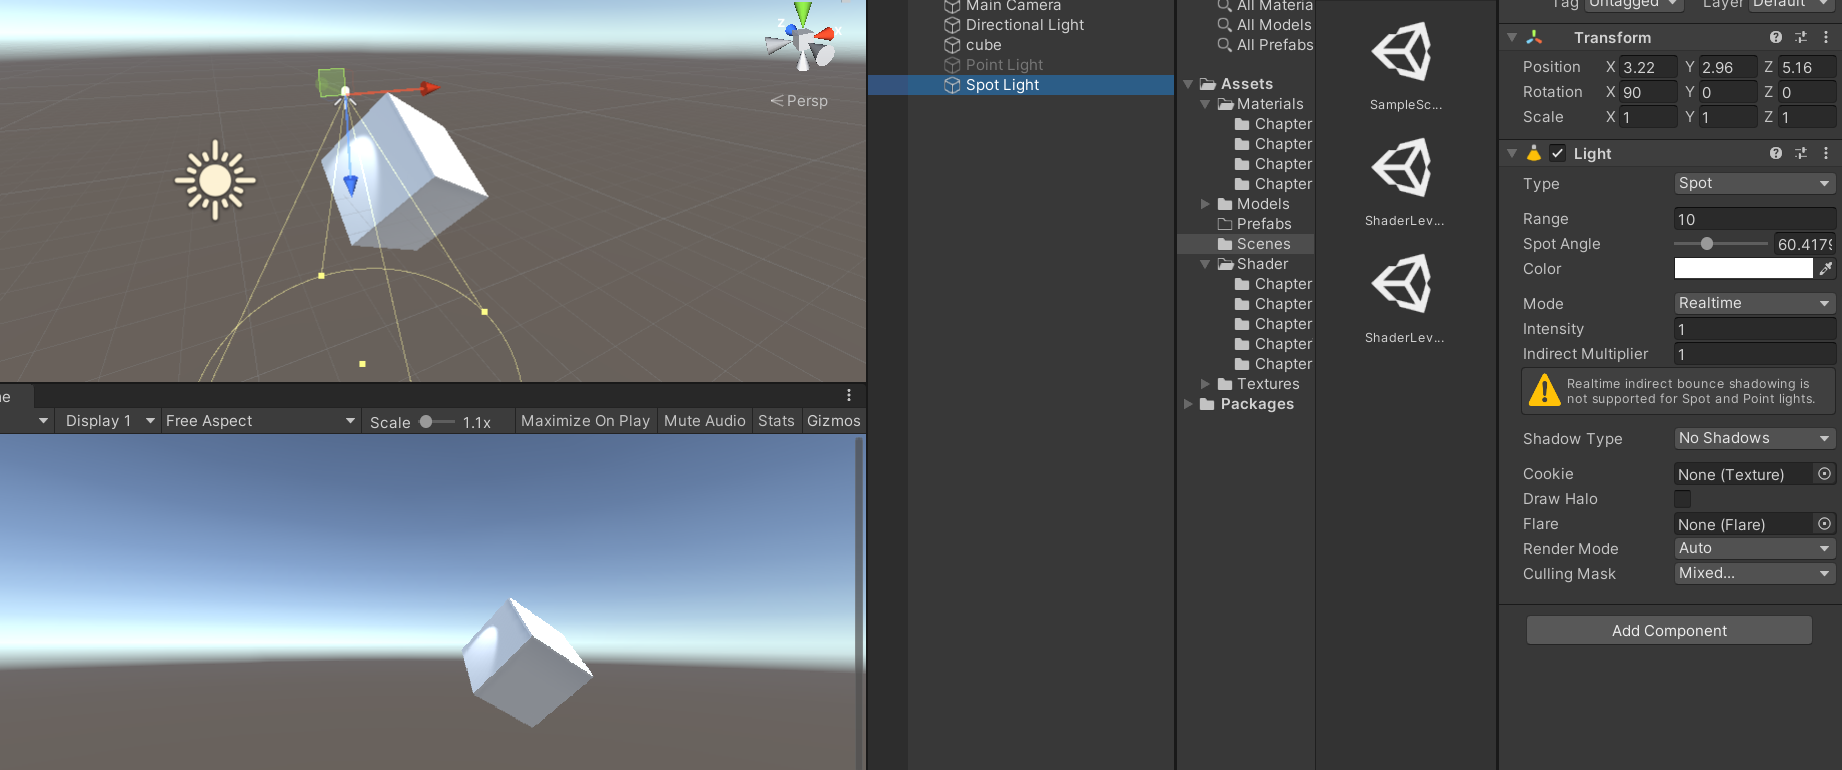 z
x
Persp
Display 1
Free Aspect
Scale
1.1x
Maximize On Play
Mute Audio
Stats
Gizmos
Main Camera
Directional Light
cube
Point Light
Spot Light
All Materia
All Models
All Prefabs
Assets
Materials
Chapter
Chapter
Chapter
Chapter
Models
Prefabs
Scenes
Shader
Chapter
Chapter
Chapter
Chapter
Chapter
Textures
Packages
SampleSc...
ShaderLev...
ShaderLev...
Tag Untagged Layer Default
Transform
Position X 3.22 Y 2.96 Z 5.16
Rotation X 90 Y 0 Z 0
Scale X 1 Y 1 Z 1
Light
Type Spot
Range 10
Spot Angle 60.4179
Color
Mode Realtime
Intensity 1
Indirect Multiplier 1
Realtime indirect bounce shadowing is
not supported for Spot and Point lights.
Shadow Type No Shadows
Cookie None (Texture)
Draw Halo
Flare None (Flare)
Render Mode Auto
Culling Mask Mixed...
Add Component